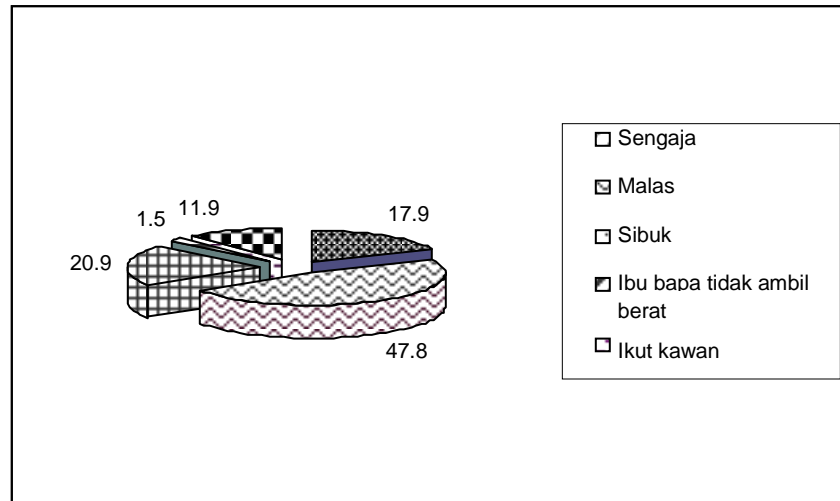 11.9
1.5
17.9
20.9
47.8
Sengaja
Malas
Sibuk
Ibu bapa tidak ambil
berat
Ikut kawan